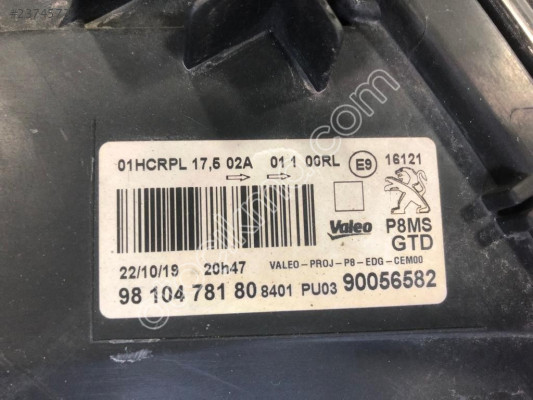 01HCRPL 17,5 02A 01 1 00RL E9 16121
Valeo P8MS
GTD
22/10/19 20h47 VALEO-PROJ-P8-EDG-CEM00
98 104 781 80 8401 PU03 90056582